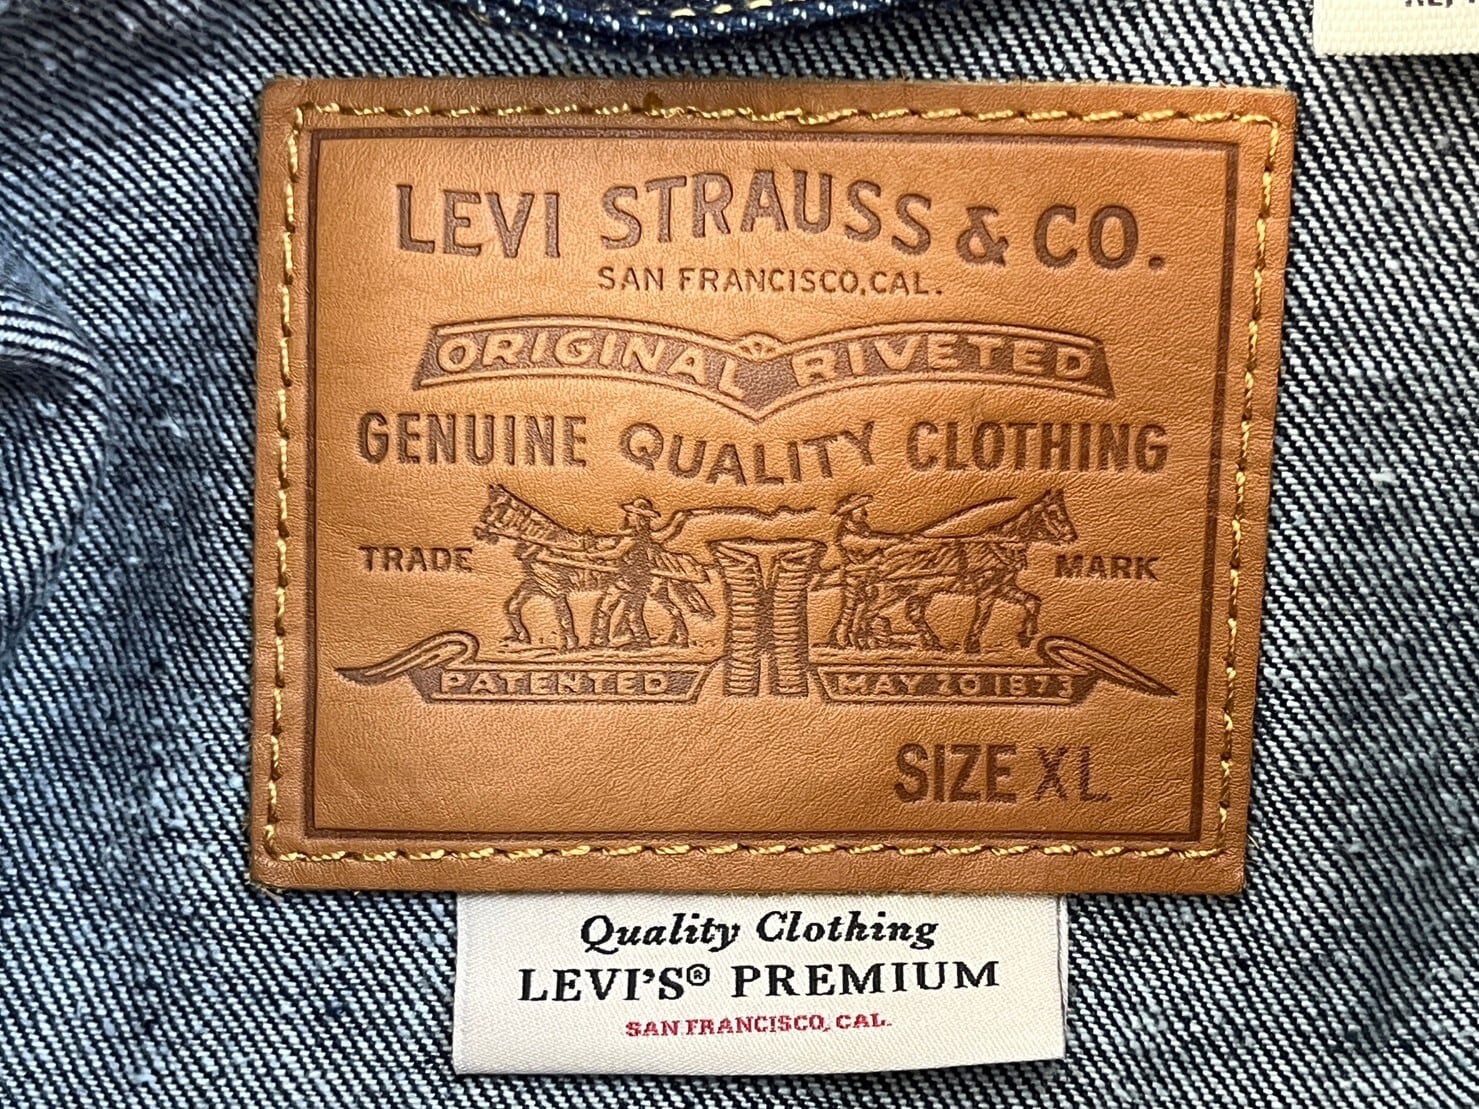 LEVI STRAUSS & CO.
SAN FRANCISCO, CAL.
ORIGINAL RIVETED
GENUINE QUALITY CLOTHING
TRADE MARK
PATENTED MAY 20 1873
SIZE XL
Quality Clothing
LEVI'S® PREMIUM
SAN FRANCISCO, CAL.